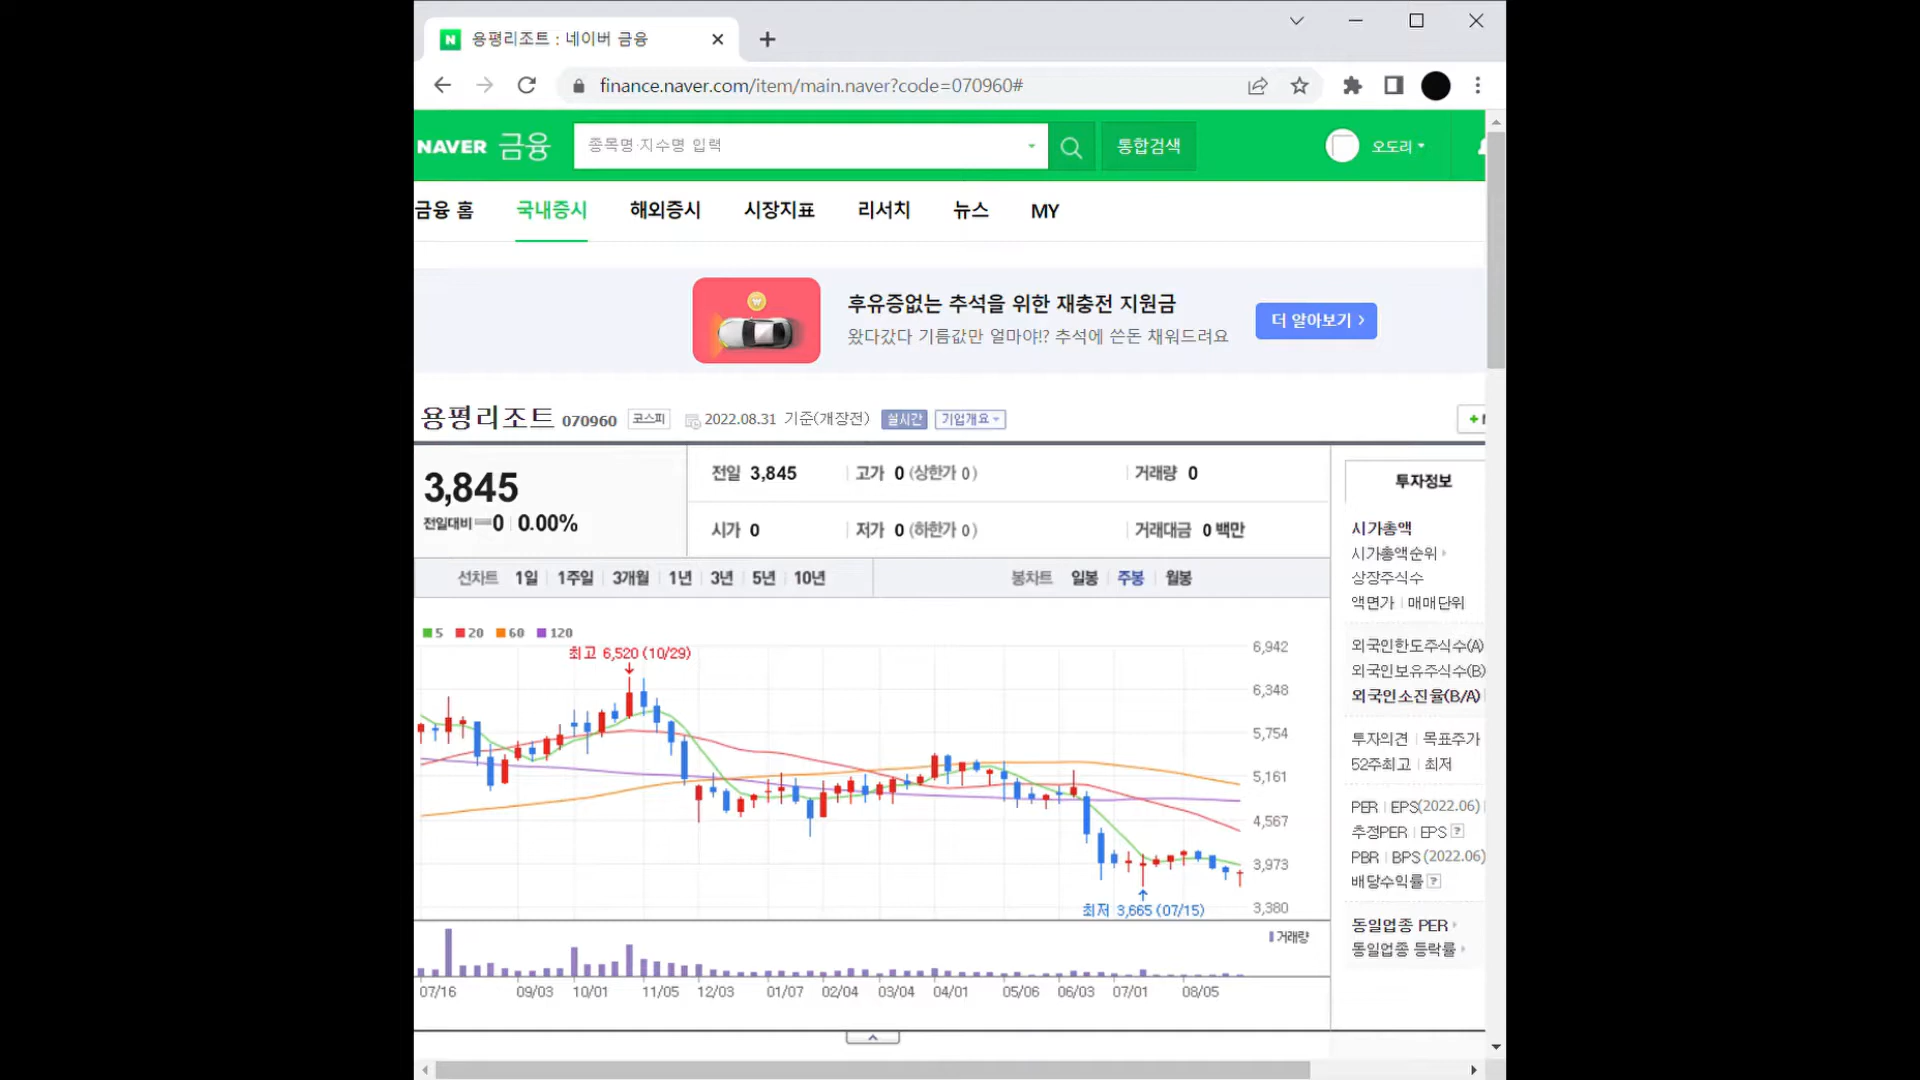 용평리조트 : 네이버 금융
finance.naver.com/item/main.naver?code=070960#
NAVER 금융 종목명·지수명 입력 통합검색 오도리
금융 홈 국내증시 해외증시 시장지표 리서치 뉴스 MY
후유증없는 추석을 위한 재충전 지원금
왔다갔다 기름값만 얼마야!? 추석에 쓴돈 채워드려요
더 알아보기 >
용평리조트 070960 코스피 2022.08.31 기준(개장전) 실시간 기업개요
3,845
전일대비 0 0.00%
전일 3,845 고가 0 (상한가 0) 거래량 0
시가 0 저가 0 (하한가 0) 거래대금 0 백만
선차트 1일 1주일 3개월 1년 3년 5년 10년 봉차트 일봉 주봉 월봉
5 20 60 120
최고 6,520 (10/29)
6,942
6,348
5,754
5,161
4,567
3,973
3,380
최저 3,665 (07/15)
거래량
07/16 09/03 10/01 11/05 12/03 01/07 02/04 03/04 04/01 05/06 06/03 07/01 08/05
투자정보
시가총액
시가총액순위
상장주식수
액면가 | 매매단위
외국인한도주식수(A)
외국인보유주식수(B)
외국인소진율(B/A)
투자의견 | 목표주가
52주최고 | 최저
PER | EPS(2022.06)
추정PER | EPS ?
PBR | BPS (2022.06)
배당수익률 ?
동일업종 PER
동일업종 등락률